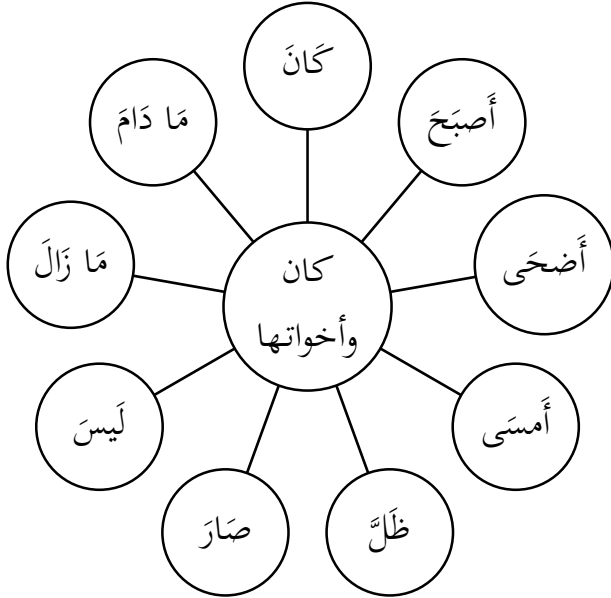 كَانَ
أَصبَحَ
أَضحَى
أَمسَى
ظَلَّ
صَارَ
لَيسَ
مَا زَالَ
مَا دَامَ
كان
وأخواتها